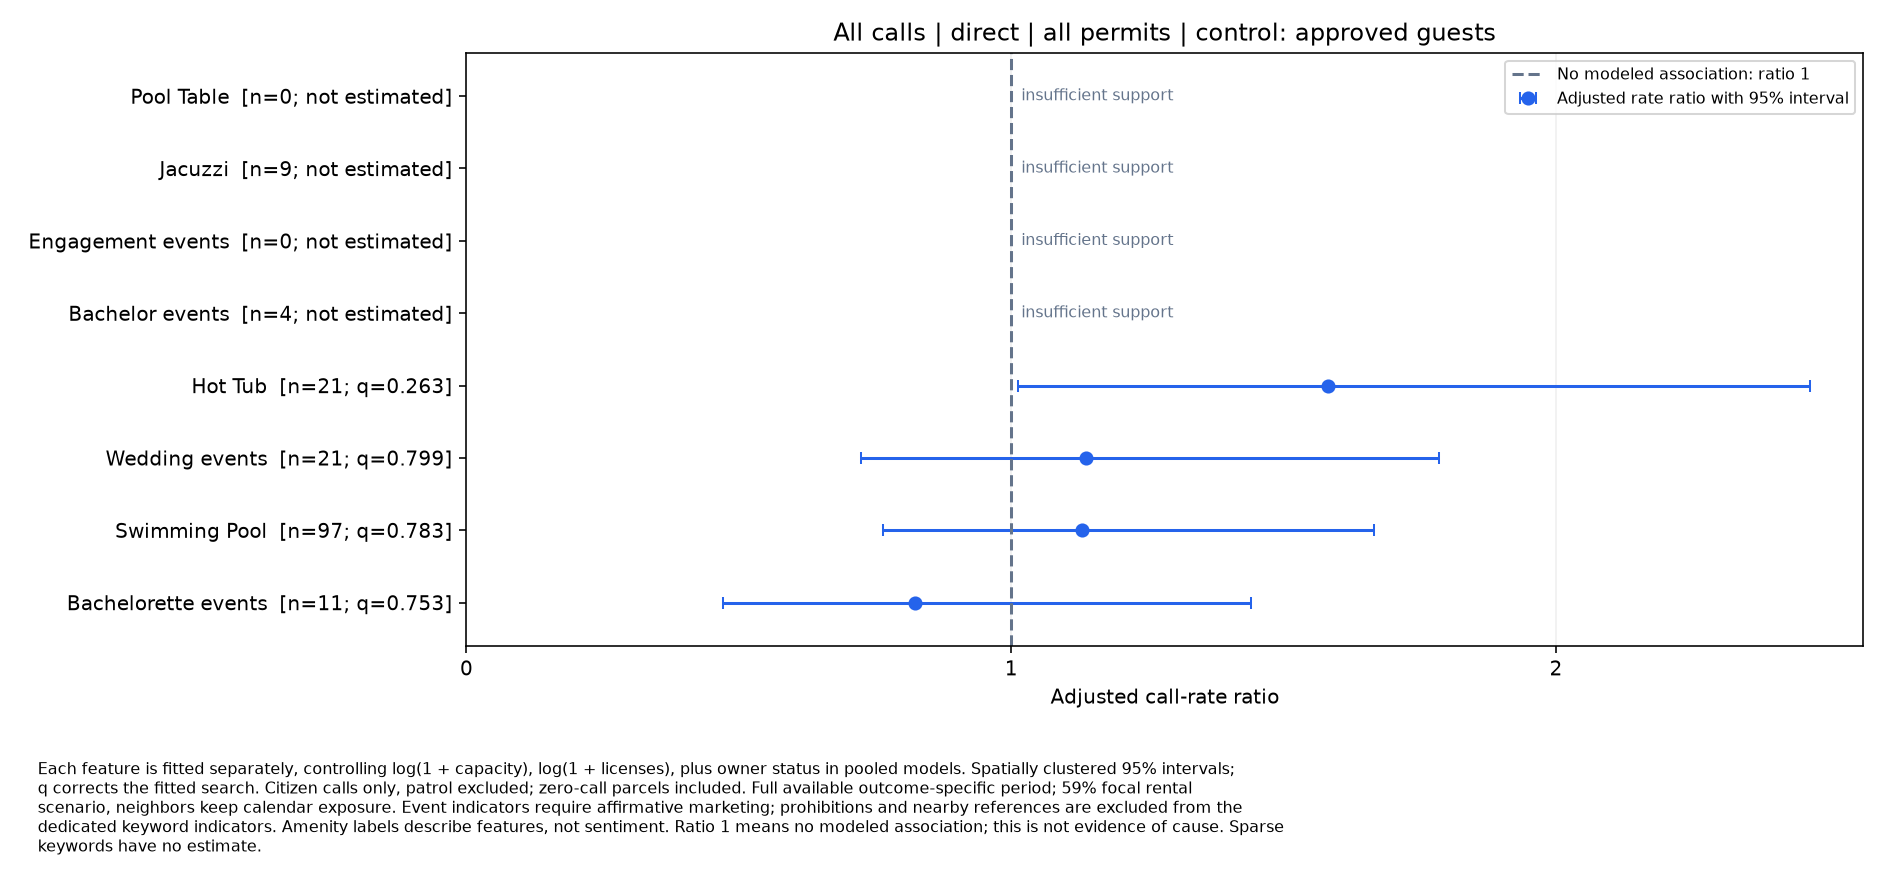 All calls | direct | all permits | control: approved guests
No modeled association: ratio 1
Adjusted rate ratio with 95% interval
Pool Table [n=0; not estimated]
insufficient support
Jacuzzi [n=9; not estimated]
insufficient support
Engagement events [n=0; not estimated]
insufficient support
Bachelor events [n=4; not estimated]
insufficient support
Hot Tub [n=21; q=0.263]
Wedding events [n=21; q=0.799]
Swimming Pool [n=97; q=0.783]
Bachelorette events [n=11; q=0.753]
0 1 2
Adjusted call-rate ratio
Each feature is fitted separately, controlling log(1 + capacity), log(1 + licenses), plus owner status in pooled models. Spatially clustered 95% intervals;
q corrects the fitted search. Citizen calls only, patrol excluded; zero-call parcels included. Full available outcome-specific period; 59% focal rental
scenario, neighbors keep calendar exposure. Event indicators require affirmative marketing; prohibitions and nearby references are excluded from the
dedicated keyword indicators. Amenity labels describe features, not sentiment. Ratio 1 means no modeled association; this is not evidence of cause. Sparse
keywords have no estimate.